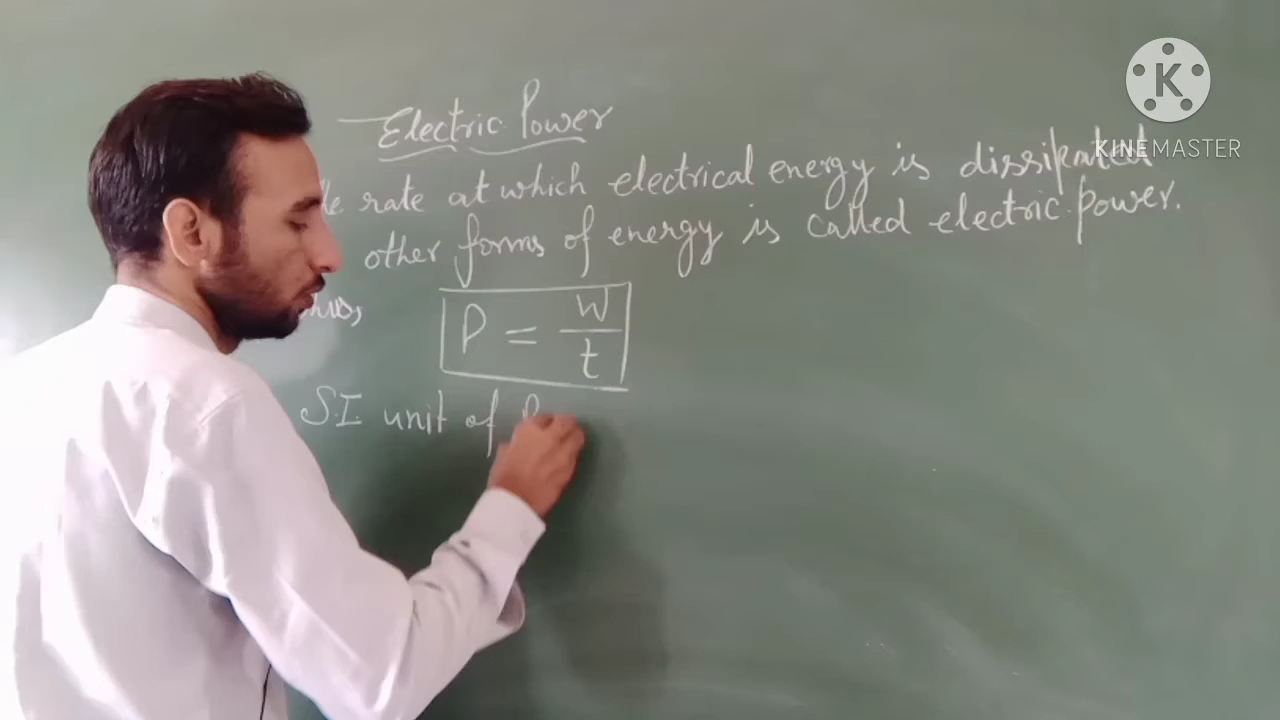 Electric Power
rate at which electrical energy is dissipated
other forms of energy is called electric power.
P = W/t
S.I. unit of P
K
KINEMASTER